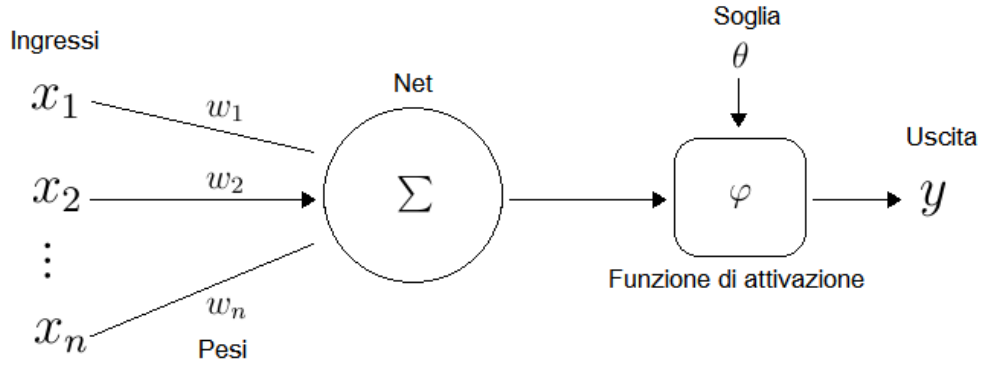 Ingressi
x₁
x₂
⋮
xₙ
w₁
w₂
wₙ
Pesi
Net
Σ
Soglia
θ
φ
Funzione di attivazione
Uscita
y